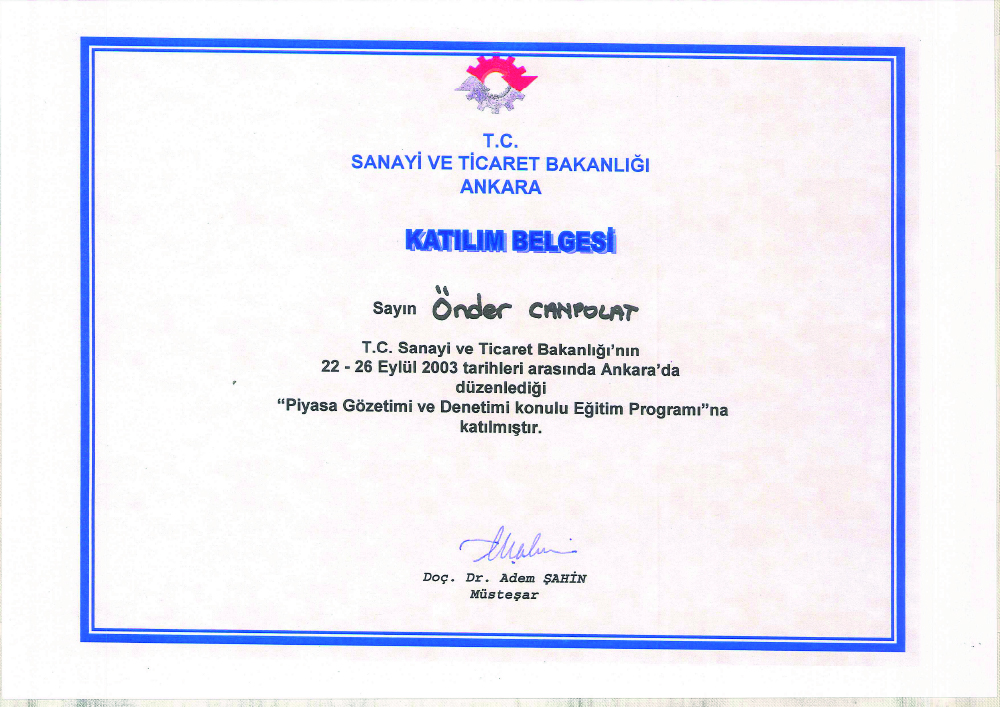 T.C.
SANAYİ VE TİCARET BAKANLIĞI
ANKARA
KATILIM BELGESİ
Sayın Önder CANPOLAT
T.C. Sanayi ve Ticaret Bakanlığı'nın
22 - 26 Eylül 2003 tarihleri arasında Ankara'da
düzenlediği
“Piyasa Gözetimi ve Denetimi konulu Eğitim Programı”na
katılmıştır.
Doç. Dr. Adem ŞAHİN
Müsteşar